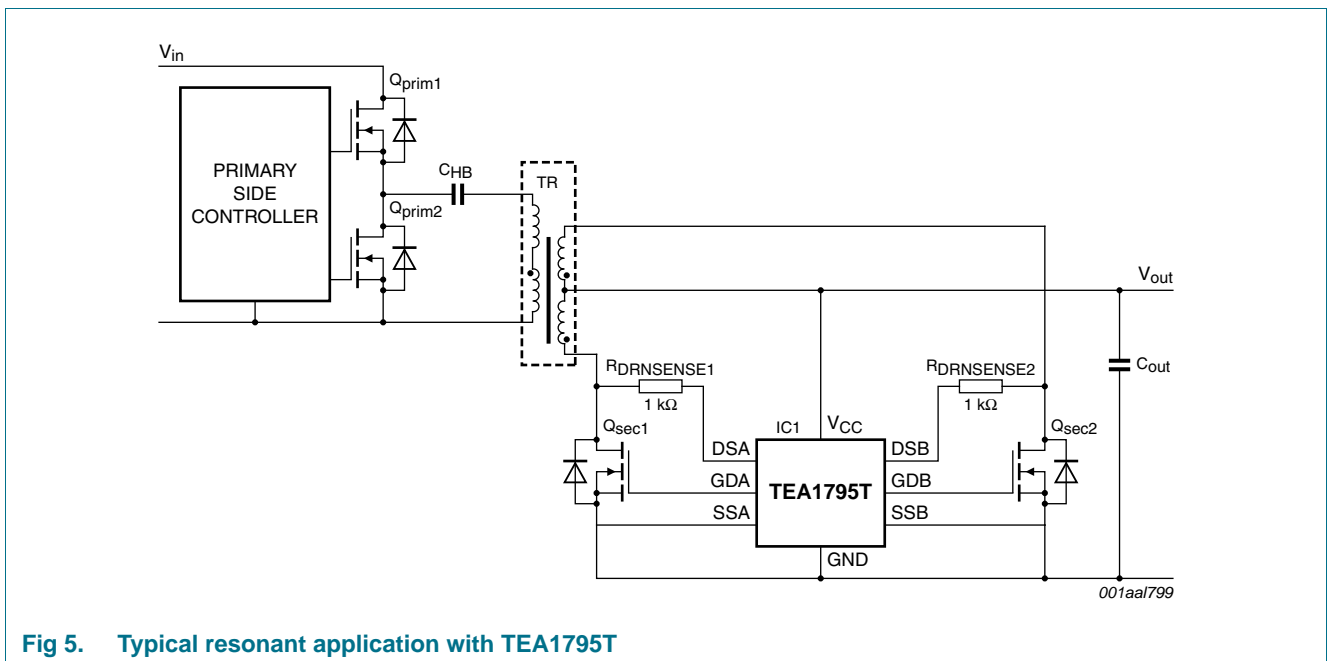 Vin
Qprim1
PRIMARY
SIDE
CONTROLLER
CHB
TR
Qprim2
Vout
RDRNSENSE1
1 kΩ
RDRNSENSE2
1 kΩ
Cout
Qsec1
IC1
VCC
Qsec2
DSA
DSB
GDA
TEA1795T
GDB
SSA
SSB
GND
001aal799
Fig 5. Typical resonant application with TEA1795T